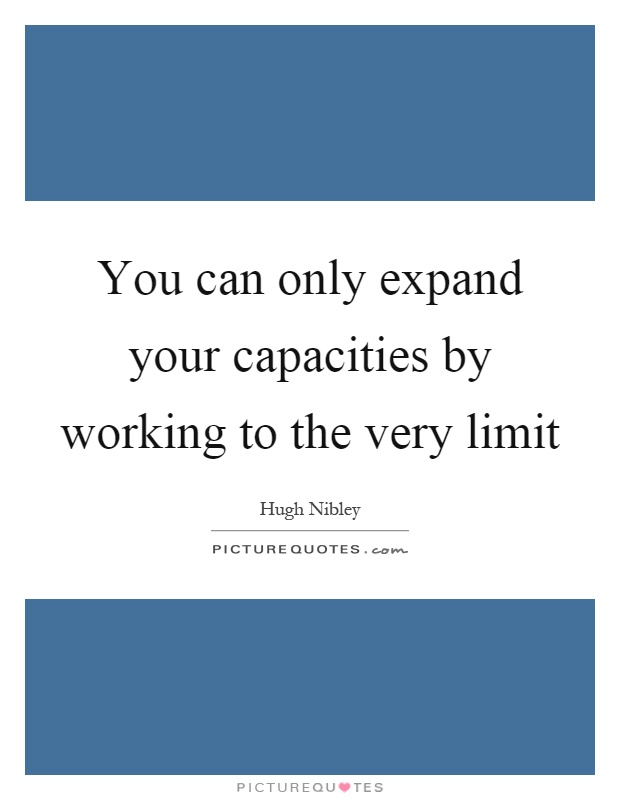 You can only expand
your capacities by
working to the very limit
Hugh Nibley
PICTUREQUOTES.com
PICTUREQUOTES